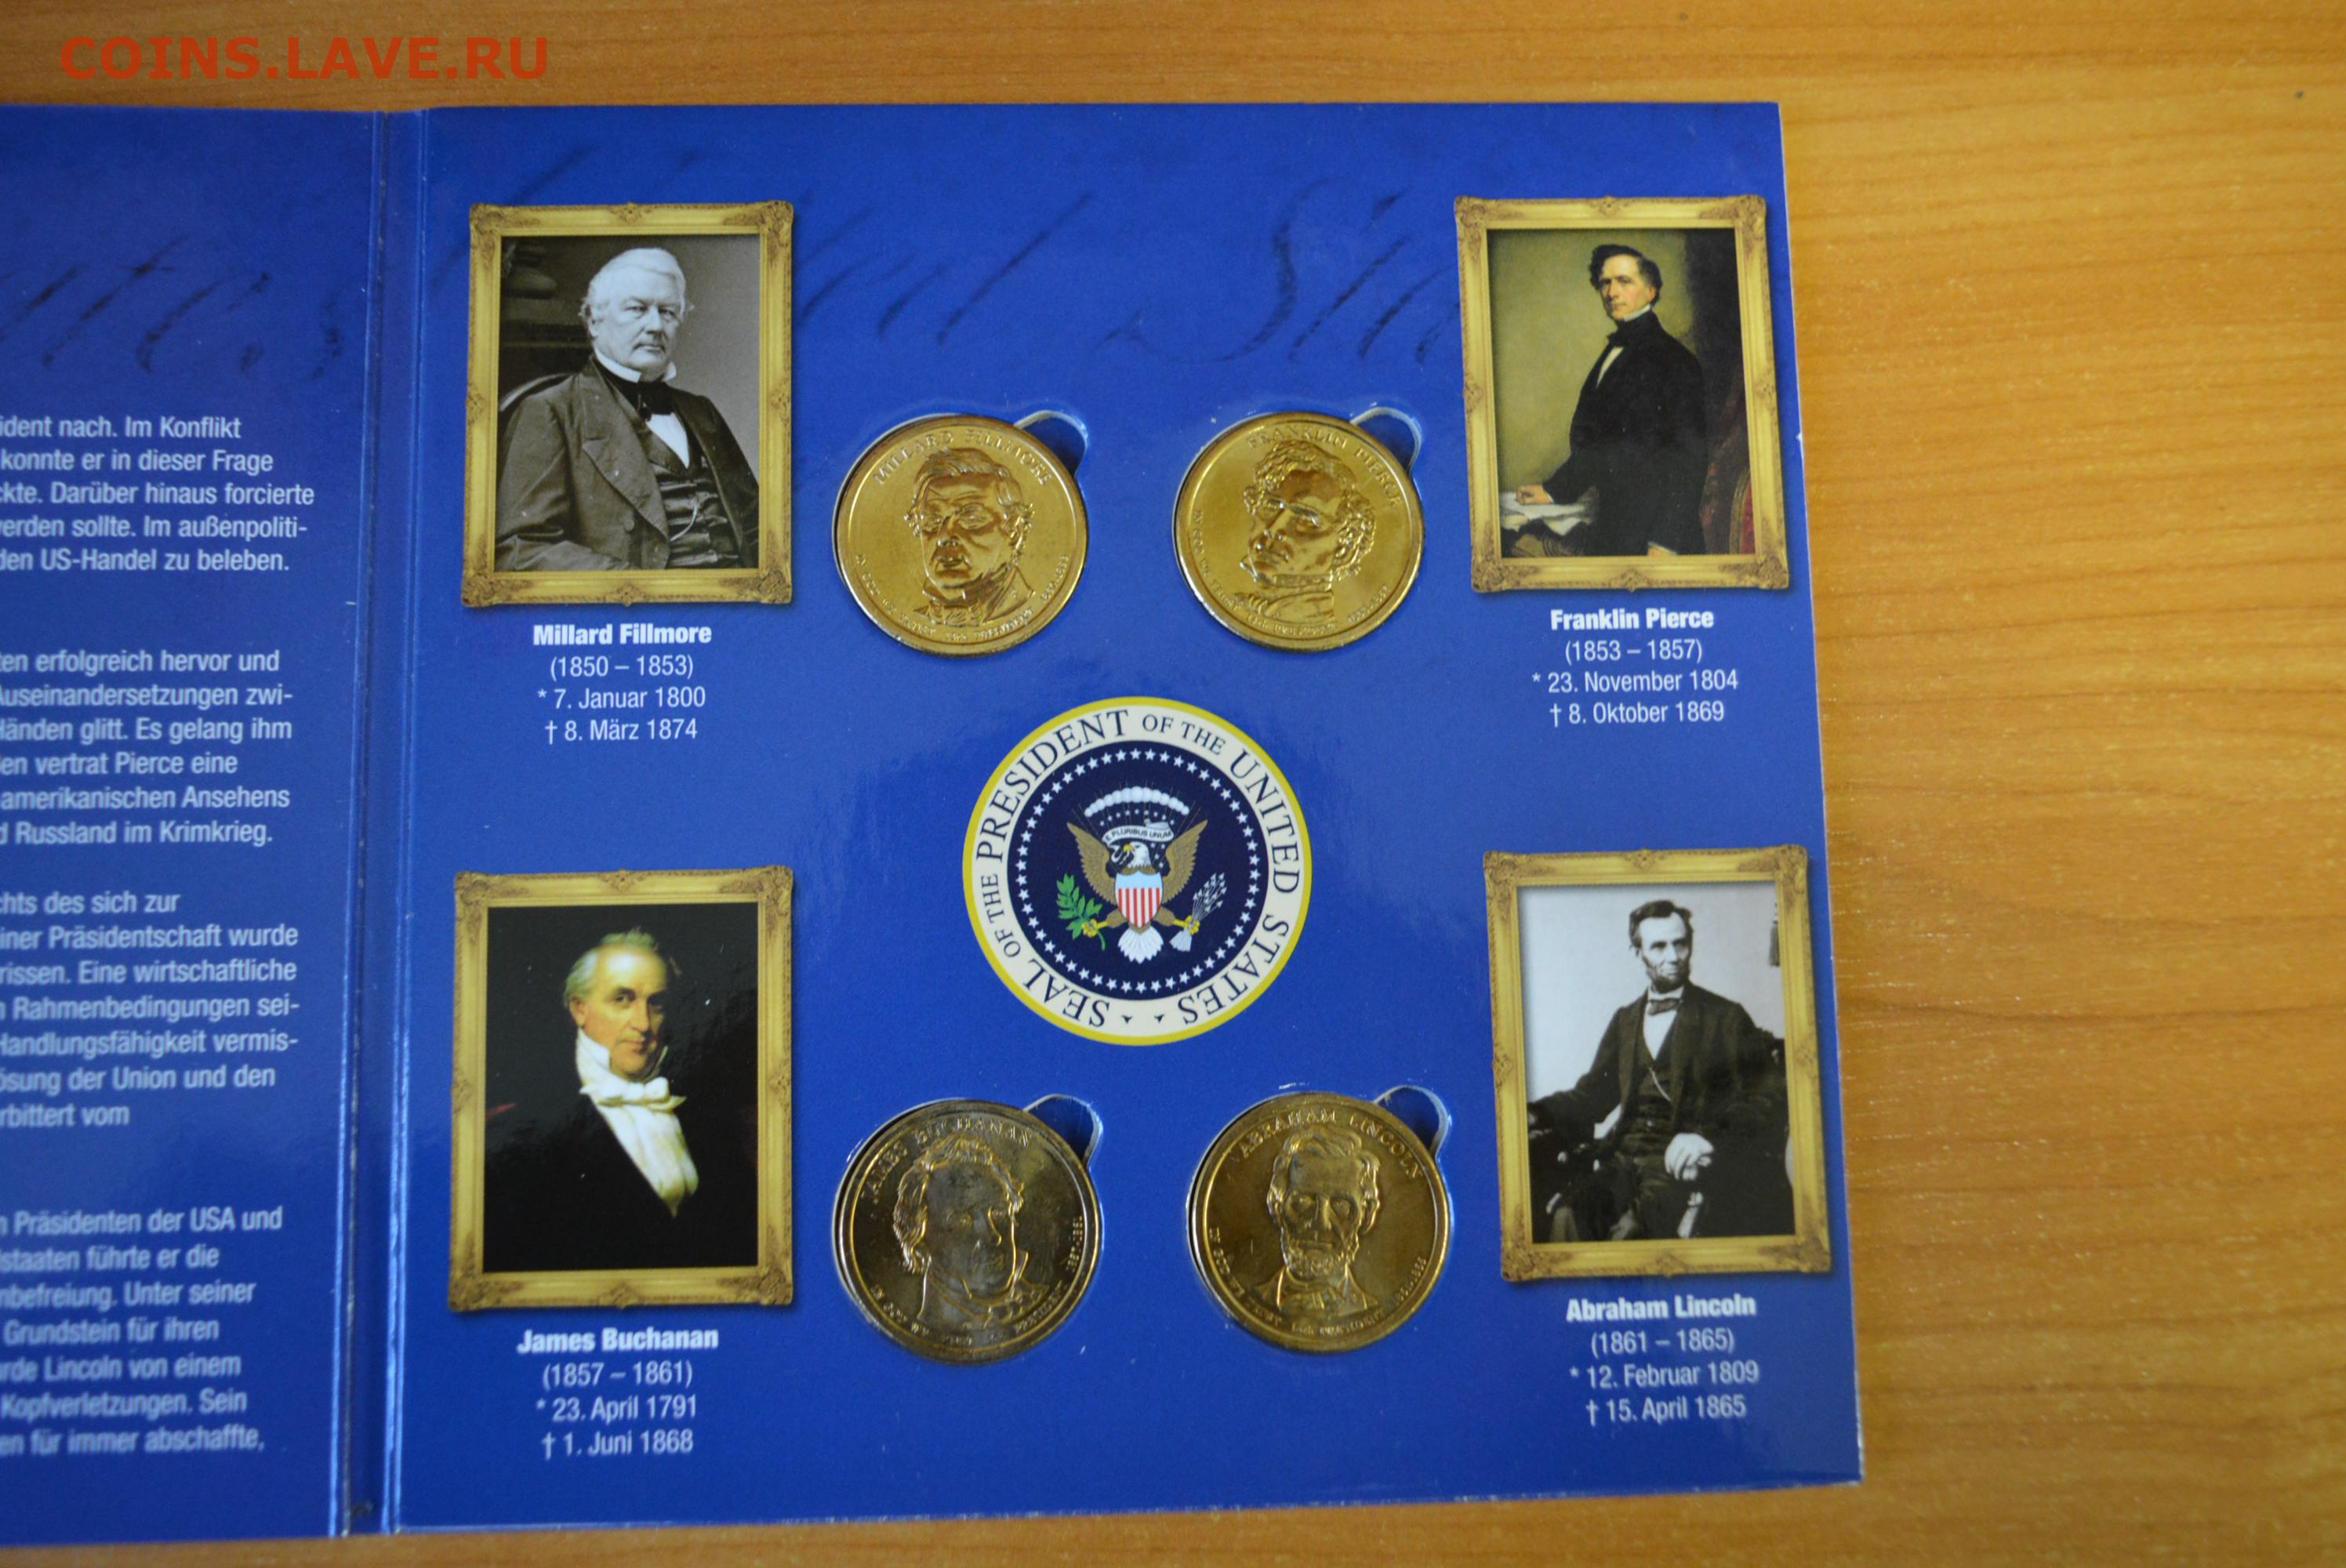 COINS.LAVE.RU
ident nach. Im Konflikt
konnte er in dieser Frage
ckte. Darüber hinaus forcierte
verden sollte. Im außenpoliti-
den US-Handel zu beleben.
ten erfolgreich hervor und
Auseinandersetzungen zwi-
Händen glitt. Es gelang ihm
en vertrat Pierce eine
amerikanischen Ansehens
d Russland im Krimkrieg.
chts des sich zur
iner Präsidentschaft wurde
rissen. Eine wirtschaftliche
n Rahmenbedingungen sei-
Handlungsfähigkeit vermis-
ösung der Union und den
rbittert vom
n Präsidenten der USA und
staaten führte er die
nbefreiung. Unter seiner
Grundstein für ihren
rde Lincoln von einem
Kopfverletzungen. Sein
en für immer abschaffte,
MILLARD FILLMORE
FRANKLIN PIERCE
Millard Fillmore
(1850 – 1853)
* 7. Januar 1800
† 8. März 1874
Franklin Pierce
(1853 – 1857)
* 23. November 1804
† 8. Oktober 1869
SEAL OF THE PRESIDENT OF THE UNITED STATES
E PLURIBUS UNUM
JAMES BUCHANAN
ABRAHAM LINCOLN
James Buchanan
(1857 – 1861)
* 23. April 1791
† 1. Juni 1868
Abraham Lincoln
(1861 – 1865)
* 12. Februar 1809
† 15. April 1865